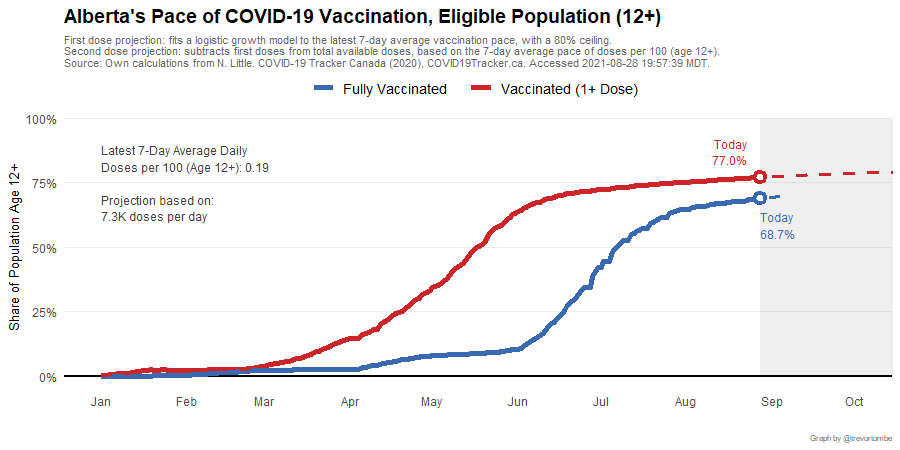 Alberta's Pace of COVID-19 Vaccination, Eligible Population (12+)
First dose projection: fits a logistic growth model to the latest 7-day average vaccination pace, with a 80% ceiling.
Second dose projection: subtracts first doses from total available doses, based on the 7-day average pace of doses per 100 (age 12+).
Source: Own calculations from N. Little. COVID-19 Tracker Canada (2020), COVID19Tracker.ca. Accessed 2021-08-28 19:57:39 MDT.
Fully Vaccinated
Vaccinated (1+ Dose)
Share of Population Age 12+
100%
75%
50%
25%
0%
Latest 7-Day Average Daily
Doses per 100 (Age 12+): 0.19
Projection based on:
7.3K doses per day
Today
77.0%
Today
68.7%
Jan
Feb
Mar
Apr
May
Jun
Jul
Aug
Sep
Oct
Graph by @trevortombe